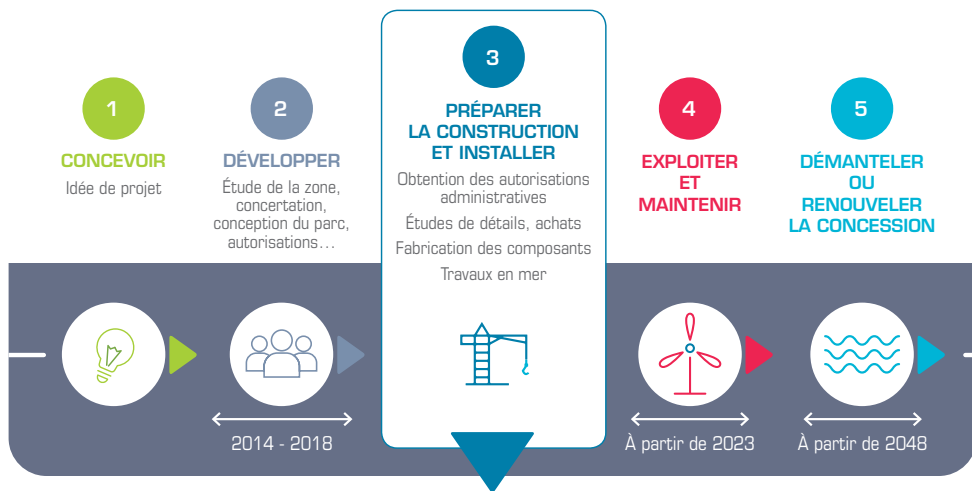 1
CONCEVOIR
Idée de projet
2
DÉVELOPPER
Étude de la zone,
concertation,
conception du parc,
autorisations...
2014 - 2018
3
PRÉPARER
LA CONSTRUCTION
ET INSTALLER
Obtention des autorisations
administratives
Études de détails, achats
Fabrication des composants
Travaux en mer
4
EXPLOITER
ET
MAINTENIR
À partir de 2023
5
DÉMANTELER
OU
RENOUVELER
LA CONCESSION
À partir de 2048